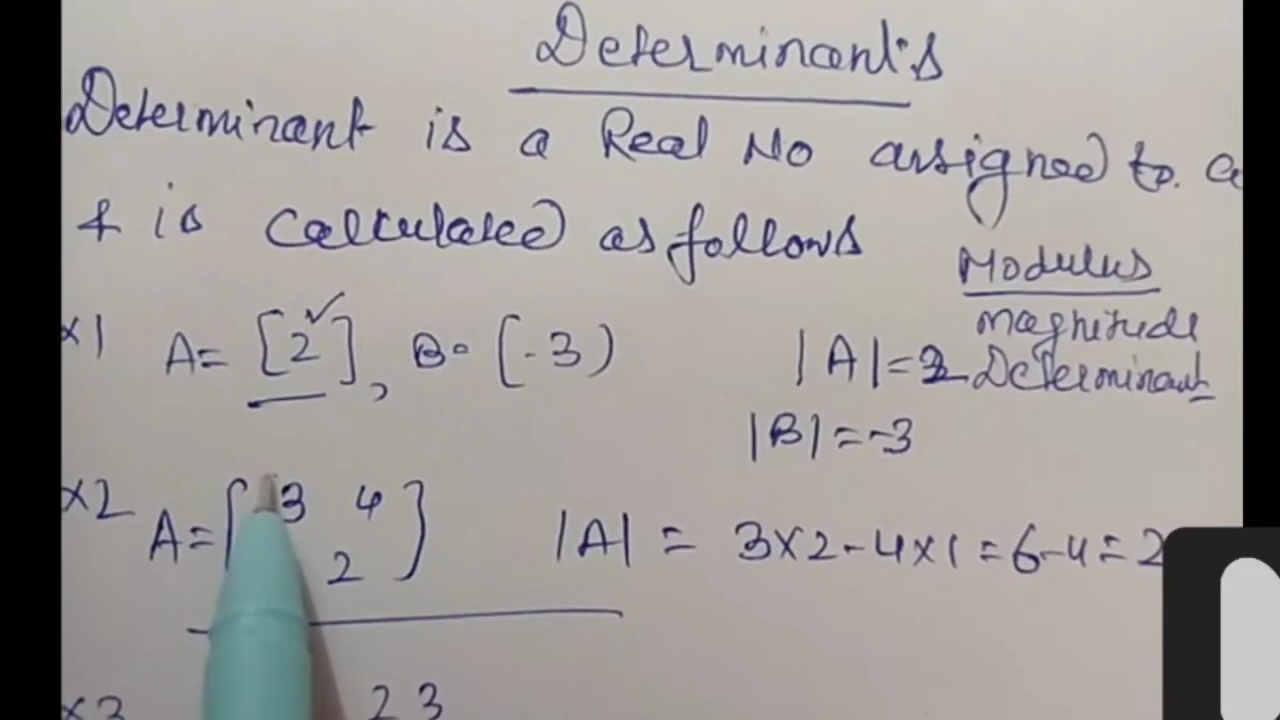 Determinant's
Determinant is a Real No assigned to a
& is calculated as follows
Modulus
magnitude
Determinant
x1 A = [2], B = [-3) |A| = 2
|B| = -3
x2 A = [3 4
2] |A| = 3x2-4x1 = 6-4 = 2
x3 2 3